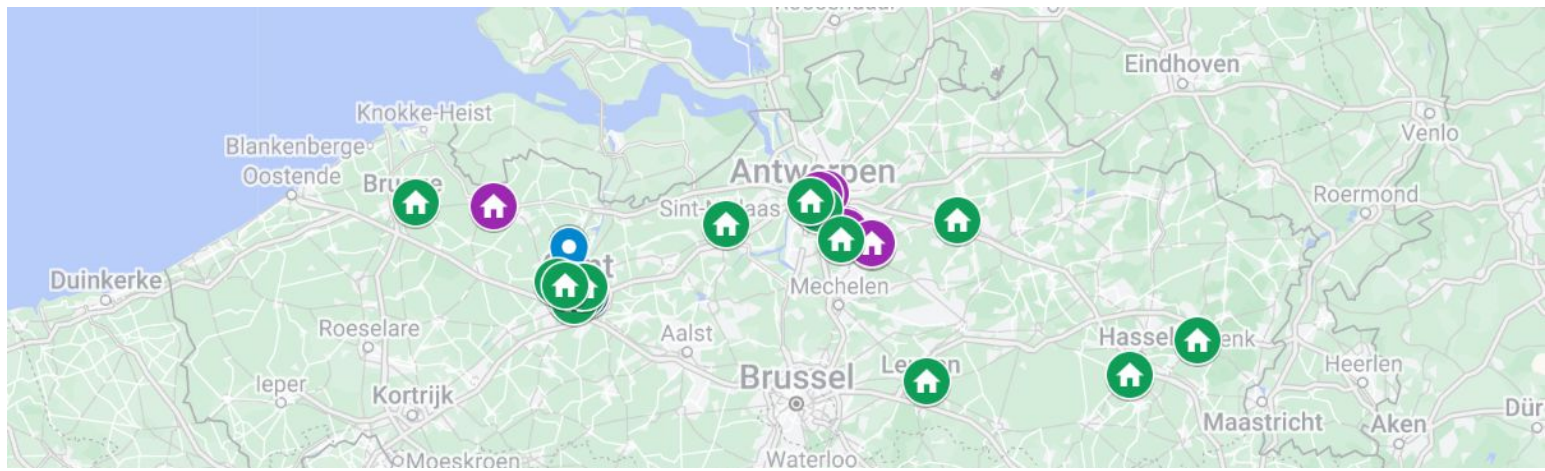 Eindhoven
Knokke-Heist
Venlo
Blankenberge
Oostende
Antwerpen
Roermond
Duinkerke
Mechelen
Roeselare
Aalst
Heerlen
Ieper
Brussel
Kortrijk
Maastricht
Aken
Moeskroen
Waterloo